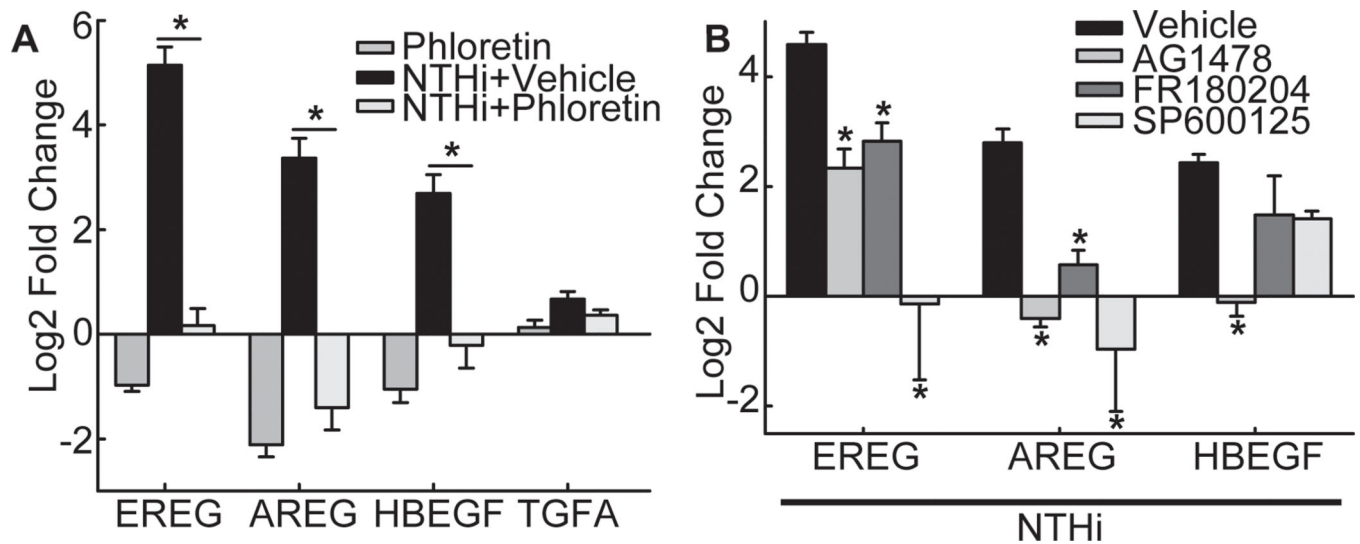 A
Log2 Fold Change
6
4
2
0
-2
Phloretin
NTHi+Vehicle
NTHi+Phloretin
*
*
*
EREG AREG HBEGF TGFA
B
Log2 Fold Change
4
2
0
-2
Vehicle
AG1478
FR180204
SP600125
* *
*
*
*
*
*
EREG AREG HBEGF
NTHi